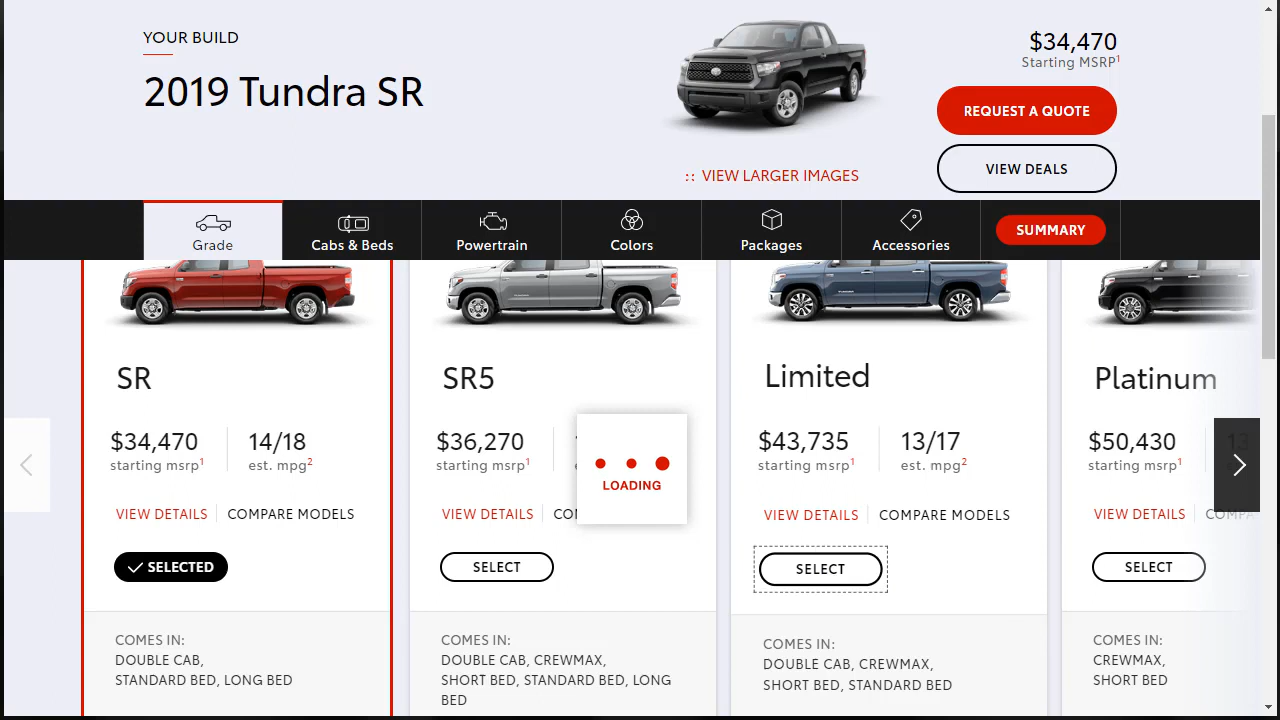 YOUR BUILD
2019 Tundra SR
$34,470
Starting MSRP1
REQUEST A QUOTE
VIEW DEALS
:: VIEW LARGER IMAGES
Grade
Cabs & Beds
Powertrain
Colors
Packages
Accessories
SUMMARY
SR
$34,470
starting msrp1
14/18
est. mpg2
VIEW DETAILS
COMPARE MODELS
SELECTED
COMES IN:
DOUBLE CAB,
STANDARD BED, LONG BED
SR5
$36,270
starting msrp1
VIEW DETAILS
LOADING
SELECT
COMES IN:
DOUBLE CAB, CREWMAX,
SHORT BED, STANDARD BED, LONG
BED
Limited
$43,735
starting msrp1
13/17
est. mpg2
VIEW DETAILS
COMPARE MODELS
SELECT
COMES IN:
DOUBLE CAB, CREWMAX,
SHORT BED, STANDARD BED
Platinum
$50,430
starting msrp1
VIEW DETAILS
SELECT
COMES IN:
CREWMAX,
SHORT BED